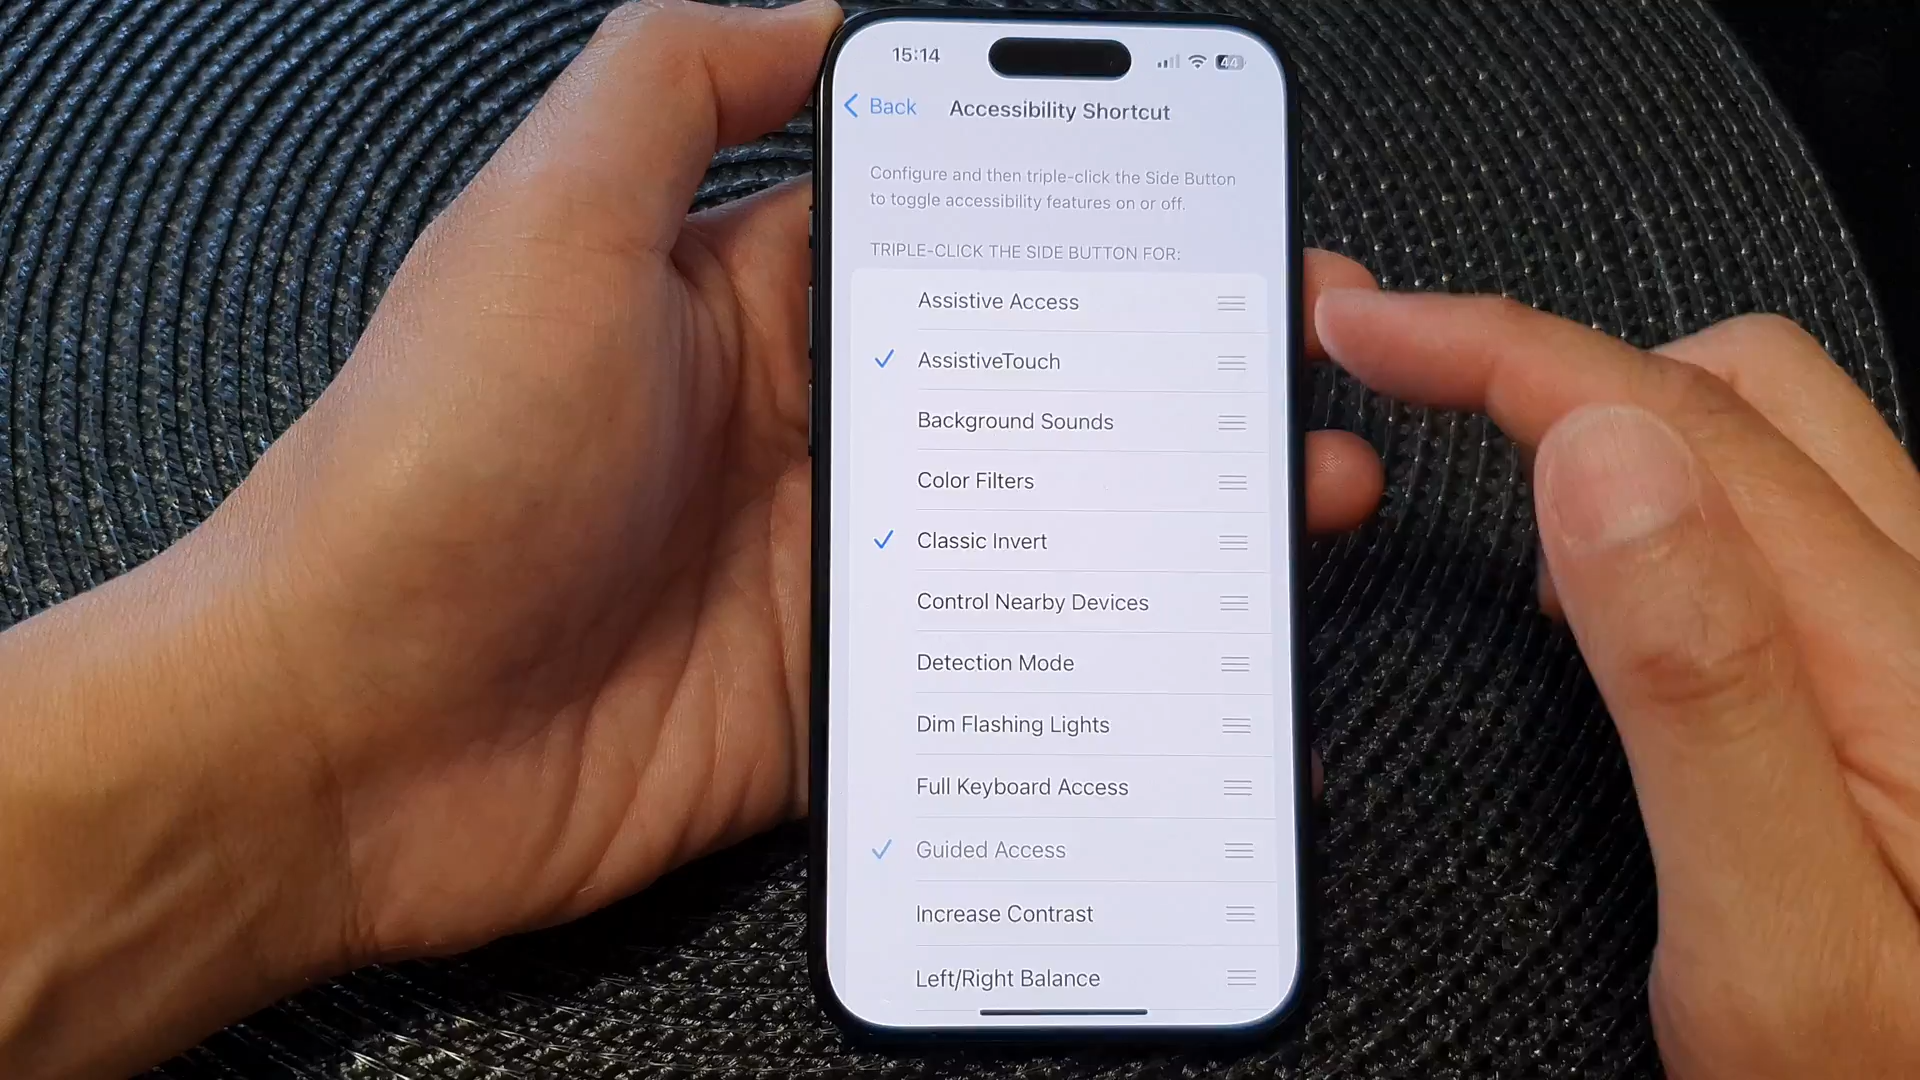 15:14
44
Back
Accessibility Shortcut
Configure and then triple-click the Side Button
to toggle accessibility features on or off.
TRIPLE-CLICK THE SIDE BUTTON FOR:
Assistive Access
AssistiveTouch
Background Sounds
Color Filters
Classic Invert
Control Nearby Devices
Detection Mode
Dim Flashing Lights
Full Keyboard Access
Guided Access
Increase Contrast
Left/Right Balance